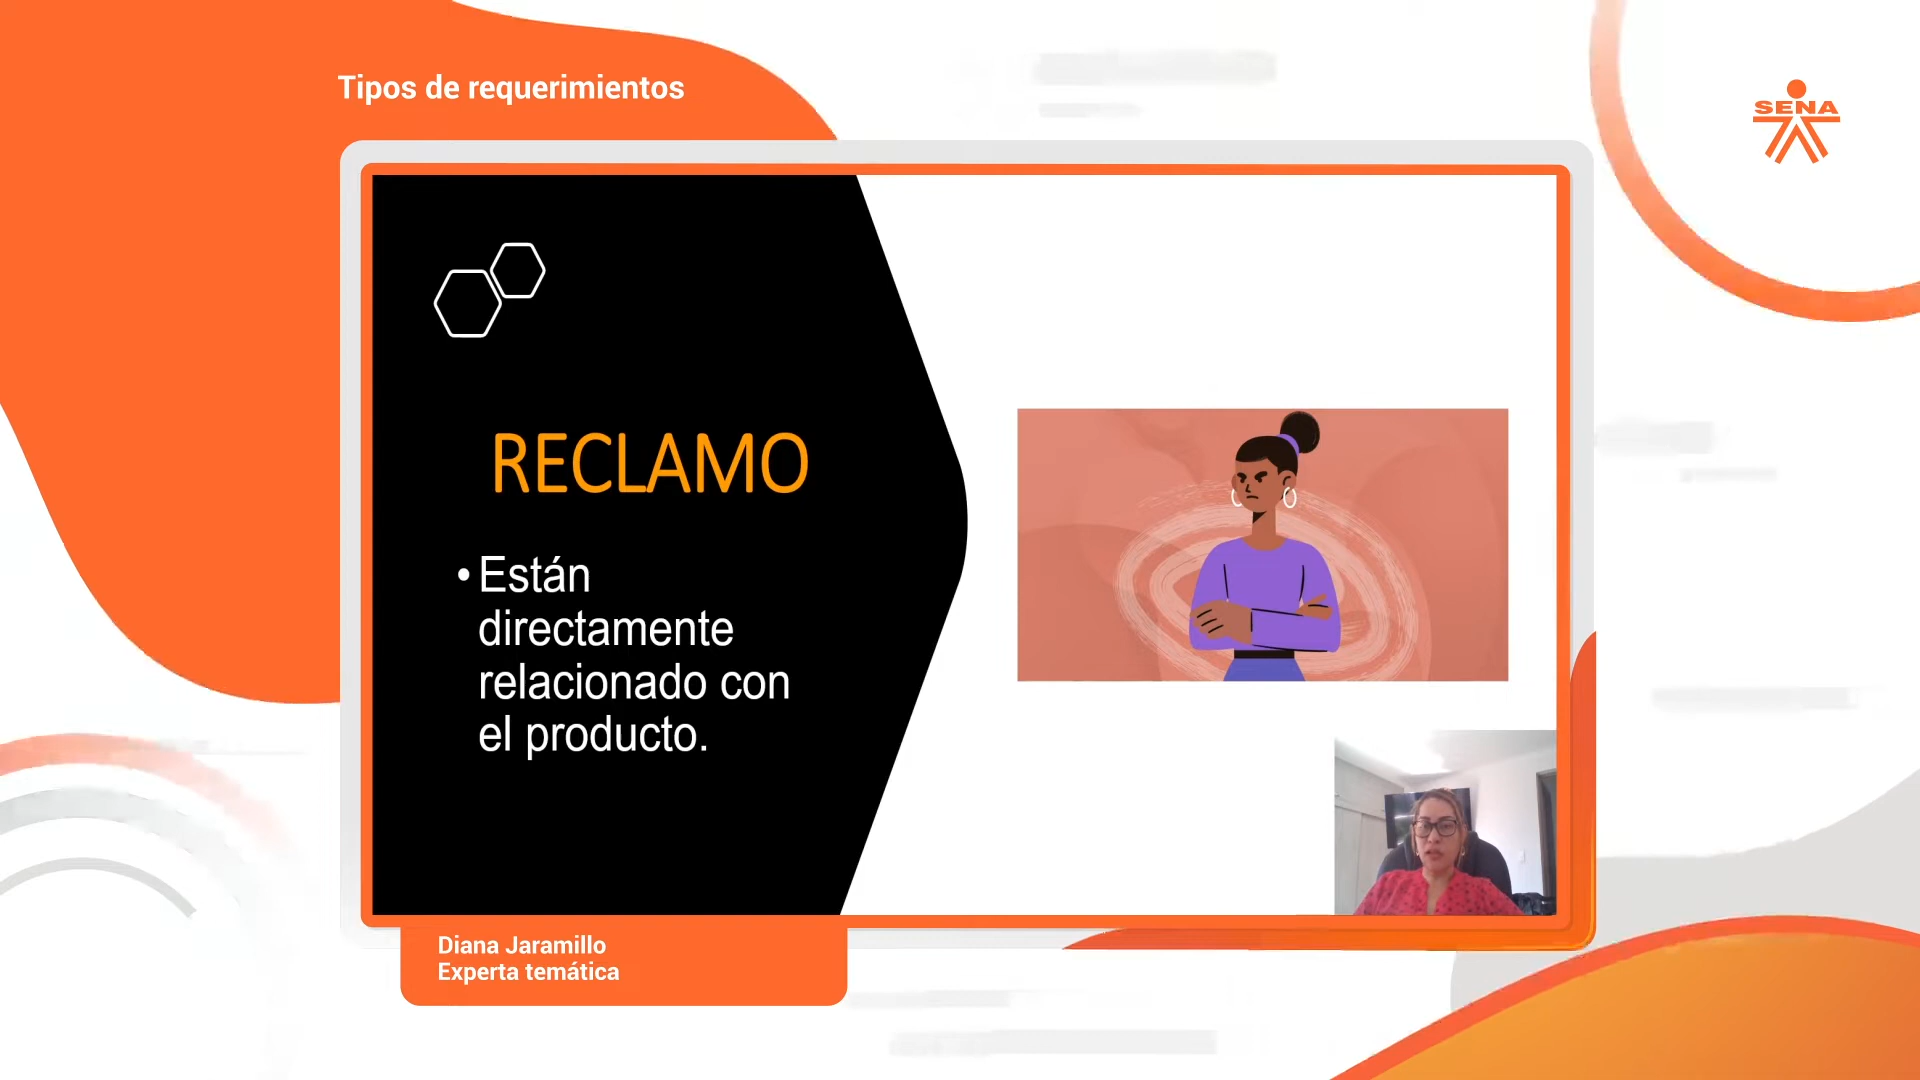 Tipos de requerimientos
SENA
RECLAMO
• Están
directamente
relacionado con
el producto.
Diana Jaramillo
Experta temática